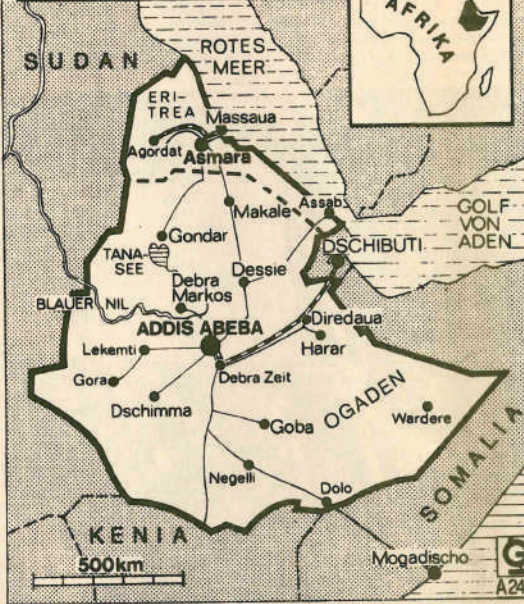 AFRIKA
SUDAN
ROTES
MEER
ERI-
TREA
Massaua
Agordat
Asmara
Assab
Makale
GOLF
VON
ADEN
Gondar
DSCHIBUTI
TANA-
SEE
Dessie
Debra
Markos
BLAUER NIL
ADDIS ABEBA
Diredaua
Lekemti
Harar
Gora
Debra Zeit
OGADEN
Dschimma
Wardere
Goba
SOMALIA
Negelli
Dolo
KENIA
500km
Mogadischo
G
A24